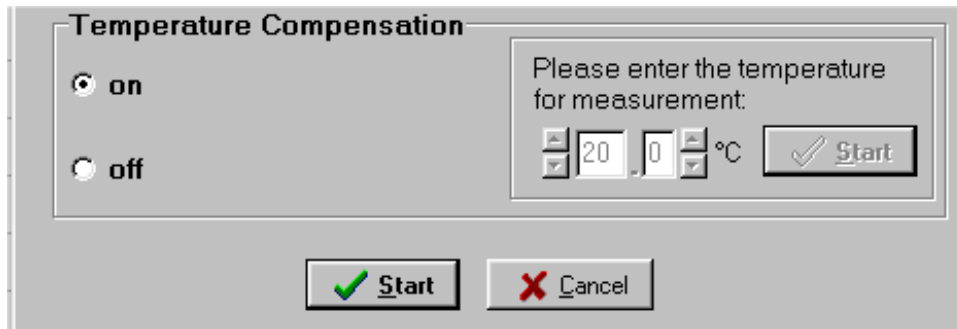 Temperature Compensation
on
off
Please enter the temperature
for measurement:
20 . 0 °C Start
Start Cancel